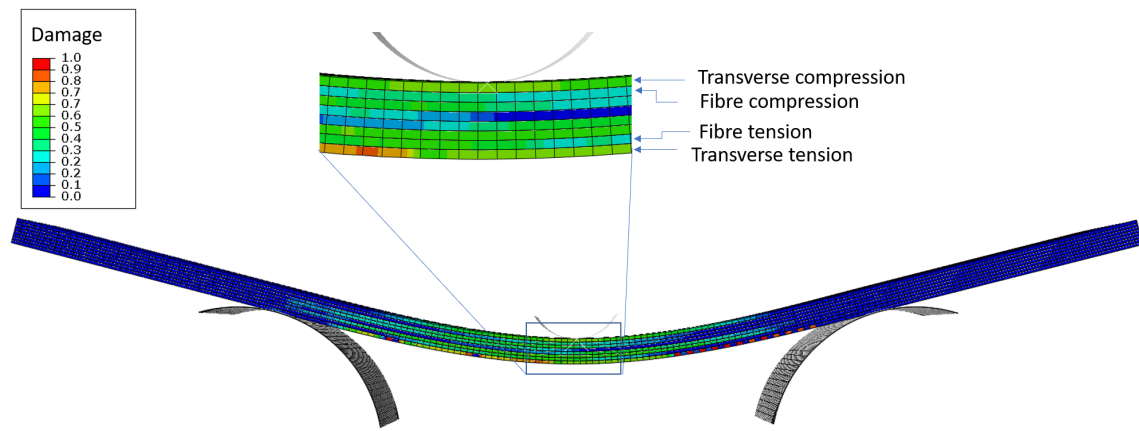 Damage
1.0
0.9
0.8
0.7
0.7
0.6
0.5
0.4
0.3
0.2
0.2
0.1
0.0
Transverse compression
Fibre compression
Fibre tension
Transverse tension